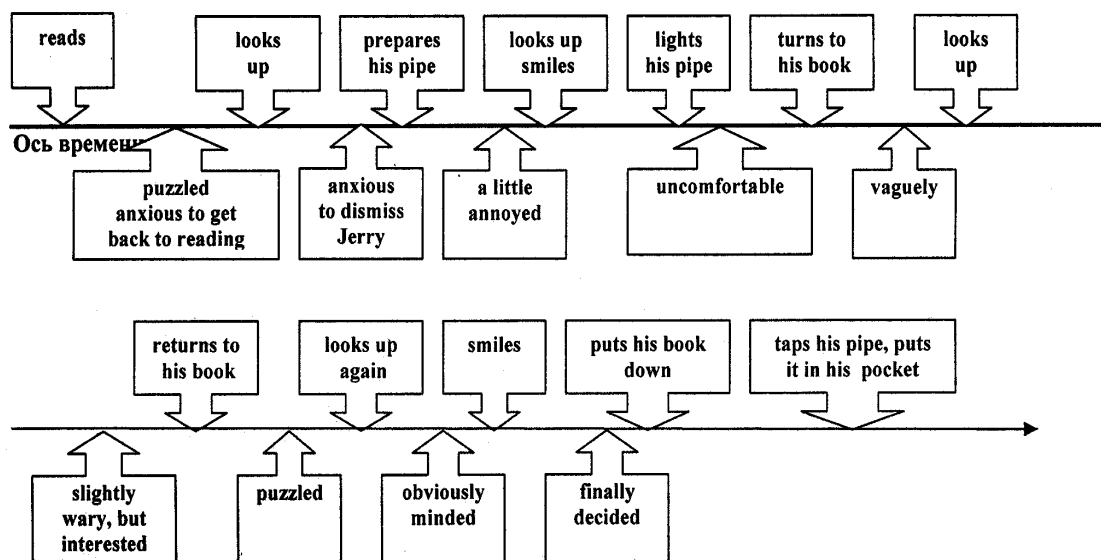 reads
looks
up
prepares
his pipe
looks up
smiles
lights
his pipe
turns to
his book
looks
up
Ось времени
puzzled
anxious to get
back to reading
anxious
to dismiss
Jerry
a little
annoyed
uncomfortable
vaguely
returns to
his book
looks up
again
smiles
puts his book
down
taps his pipe, puts
it in his pocket
slightly
wary, but
interested
puzzled
obviously
minded
finally
decided